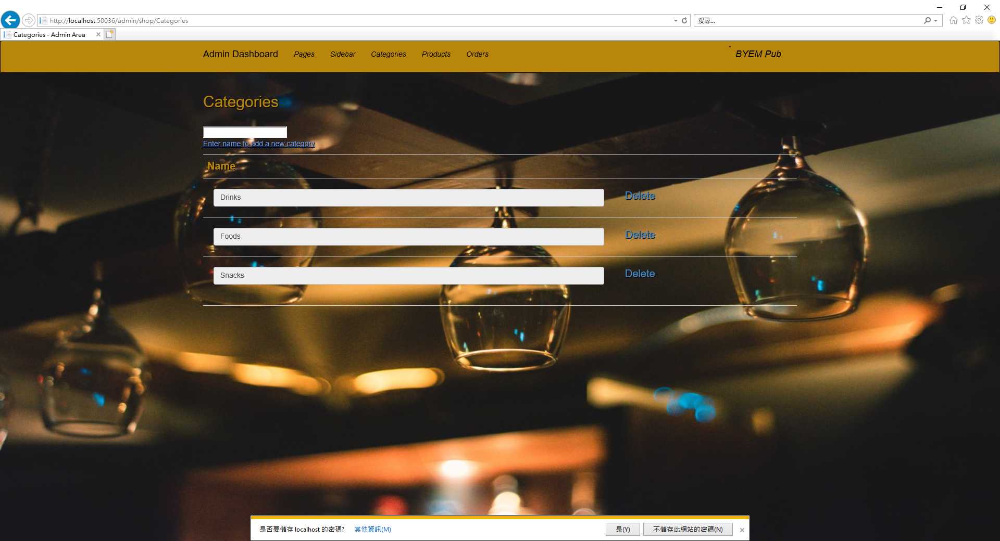 http://localhost:50036/admin/shop/Categories
搜尋...
Categories - Admin Area
Admin Dashboard Pages Sidebar Categories Products Orders BYEM Pub
Categories
Enter name to add a new category
Name
Drinks Delete
Foods Delete
Snacks Delete
是否要儲存 localhost 的密碼? 其他資訊(M) 是(Y) 不儲存此網站的密碼(N)